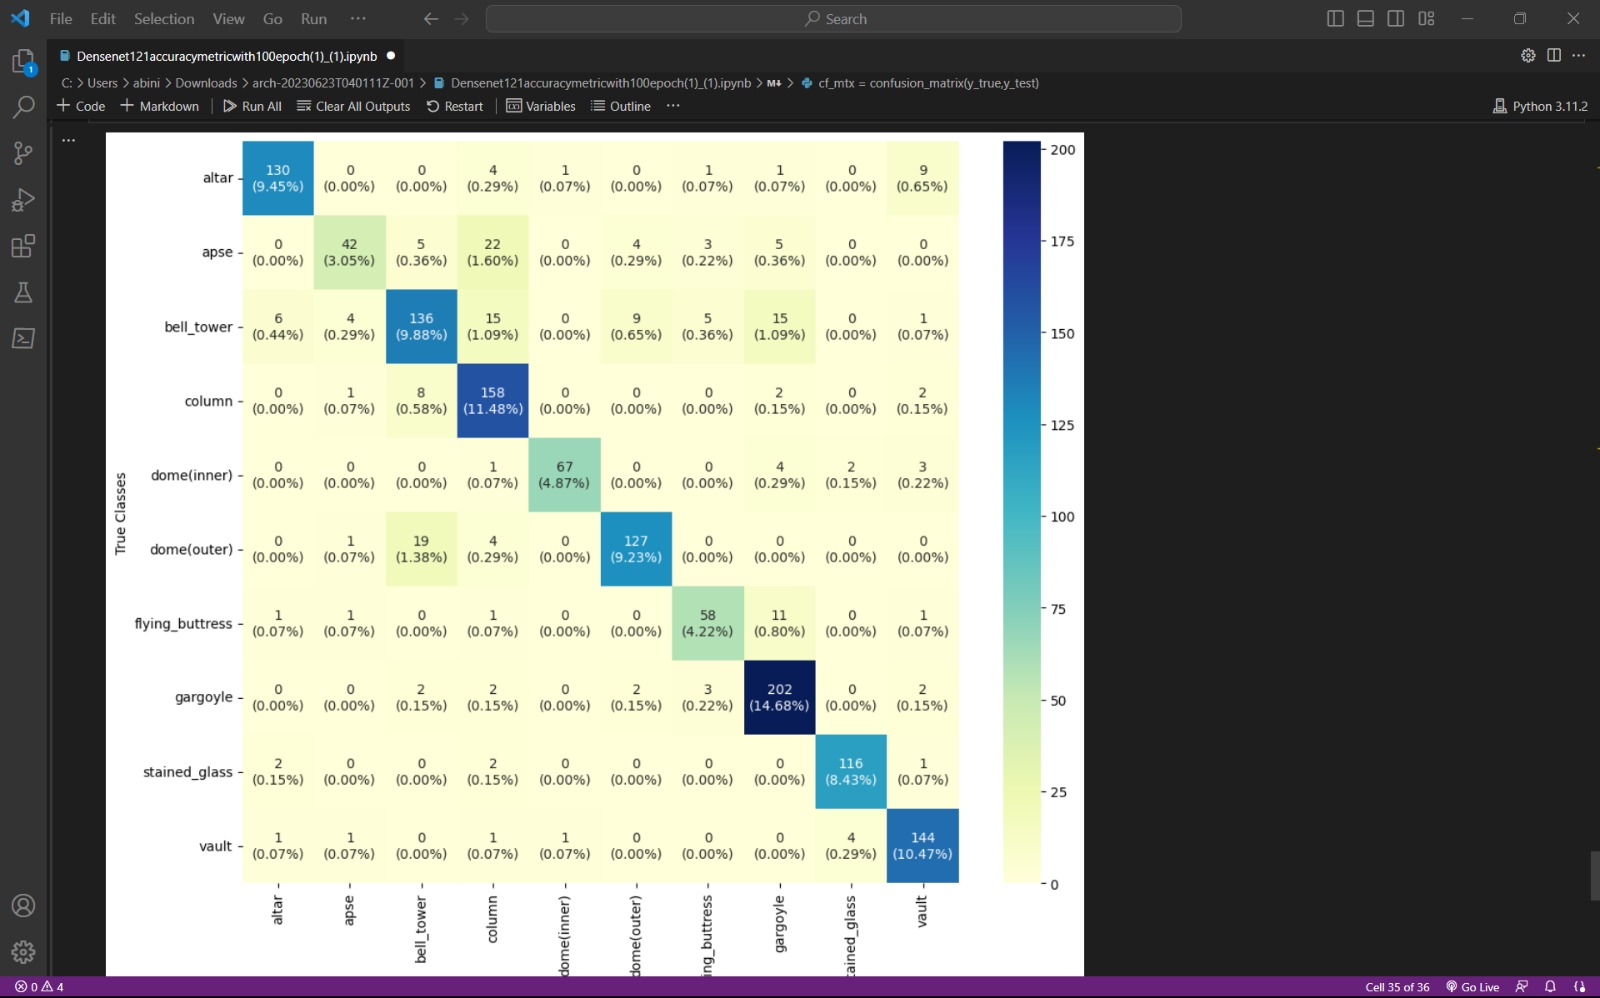 File Edit Selection View Go Run ... Search
Densenet121accuracymetricwith100epoch(1)_(1).ipynb
C: > Users > abini > Downloads > arch-20230623T040111Z-001 > Densenet121accuracymetricwith100epoch(1)_(1).ipynb > M↓ > cf_mtx = confusion_matrix(y_true,y_test)
+ Code + Markdown | Run All Clear All Outputs Restart | Variables Outline ... Python 3.11.2
1
200
altar 130 0 0 4 1 0 1 1 0 9
(9.45%) (0.00%) (0.00%) (0.29%) (0.07%) (0.00%) (0.07%) (0.07%) (0.00%) (0.65%)
175
apse 0 42 5 22 0 4 3 5 0 0
(0.00%) (3.05%) (0.36%) (1.60%) (0.00%) (0.29%) (0.22%) (0.36%) (0.00%) (0.00%)
bell_tower 6 4 136 15 0 9 5 15 0 1
(0.44%) (0.29%) (9.88%) (1.09%) (0.00%) (0.65%) (0.36%) (1.09%) (0.00%) (0.07%)
150
column 0 1 8 158 0 0 0 2 0 2
(0.00%) (0.07%) (0.58%) (11.48%) (0.00%) (0.00%) (0.00%) (0.15%) (0.00%) (0.15%)
125
dome(inner) 0 0 0 1 67 0 0 4 2 3
(0.00%) (0.00%) (0.00%) (0.07%) (4.87%) (0.00%) (0.00%) (0.29%) (0.15%) (0.22%)
True Classes
100
dome(outer) 0 1 19 4 0 127 0 0 0 0
(0.00%) (0.07%) (1.38%) (0.29%) (0.00%) (9.23%) (0.00%) (0.00%) (0.00%) (0.00%)
75
flying_buttress 1 1 0 1 0 0 58 11 0 1
(0.07%) (0.07%) (0.00%) (0.07%) (0.00%) (0.00%) (4.22%) (0.80%) (0.00%) (0.07%)
gargoyle 0 0 2 2 0 2 3 202 0 2
(0.00%) (0.00%) (0.15%) (0.15%) (0.00%) (0.15%) (0.22%) (14.68%) (0.00%) (0.15%)
50
stained_glass 2 0 0 2 0 0 0 0 116 1
(0.15%) (0.00%) (0.00%) (0.15%) (0.00%) (0.00%) (0.00%) (0.00%) (8.43%) (0.07%)
25
vault 1 1 0 1 1 0 0 0 4 144
(0.07%) (0.07%) (0.00%) (0.07%) (0.07%) (0.00%) (0.00%) (0.00%) (0.29%) (10.47%)
0
altar apse bell_tower column dome(inner) dome(outer) ing_buttress gargoyle tained_glass vault
0 4 Cell 35 of 36 Go Live